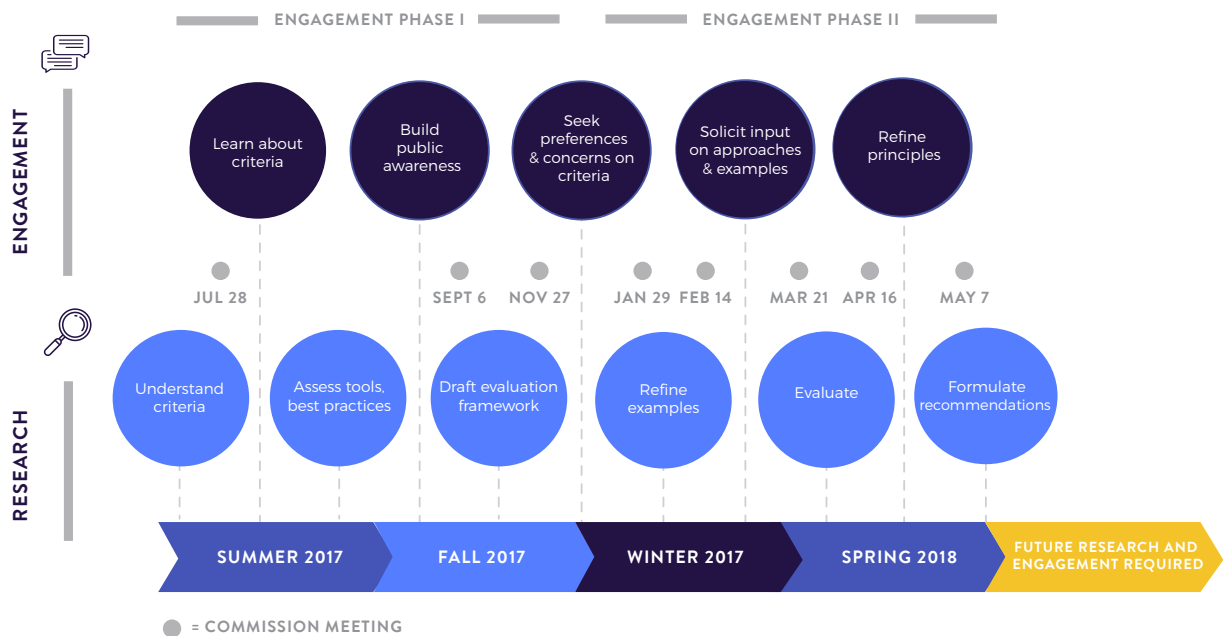 ENGAGEMENT PHASE I
ENGAGEMENT PHASE II
ENGAGEMENT
Learn about
criteria
Build
public
awareness
Seek
preferences
& concerns on
criteria
Solicit input
on approaches
& examples
Refine
principles
JUL 28
SEPT 6
NOV 27
JAN 29
FEB 14
MAR 21
APR 16
MAY 7
RESEARCH
Understand
criteria
Assess tools,
best practices
Draft evaluation
framework
Refine
examples
Evaluate
Formulate
recommendations
SUMMER 2017
FALL 2017
WINTER 2017
SPRING 2018
FUTURE RESEARCH AND
ENGAGEMENT REQUIRED
= COMMISSION MEETING